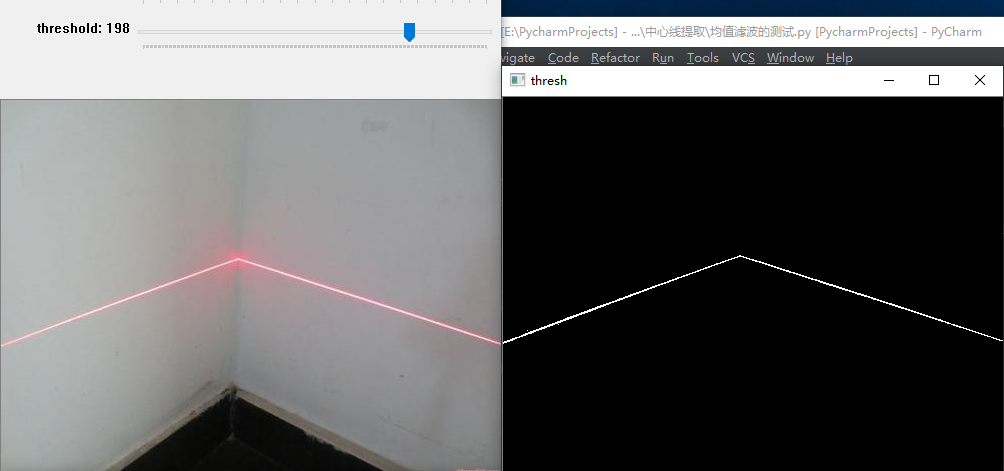 threshold: 198
[E:\PycharmProjects] - ...\中心线提取\均值滤波的测试.py [PycharmProjects] - PyCharm
vigate Code Refactor Run Tools VCS Window Help
thresh